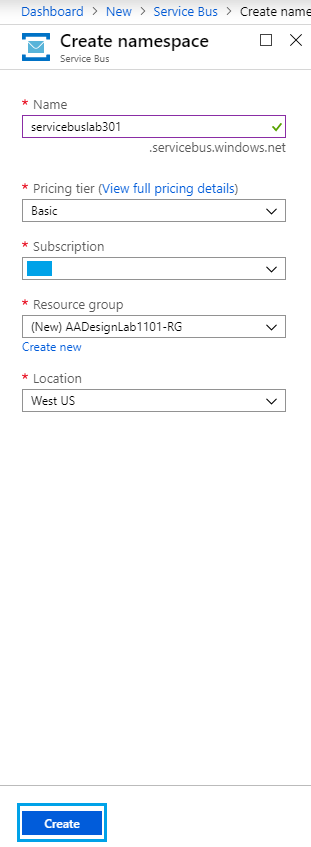 Dashboard > New > Service Bus > Create name
Create namespace
Service Bus
* Name
servicebuslab301
.servicebus.windows.net
* Pricing tier (View full pricing details)
Basic
* Subscription
* Resource group
(New) AADesignLab1101-RG
Create new
* Location
West US
Create